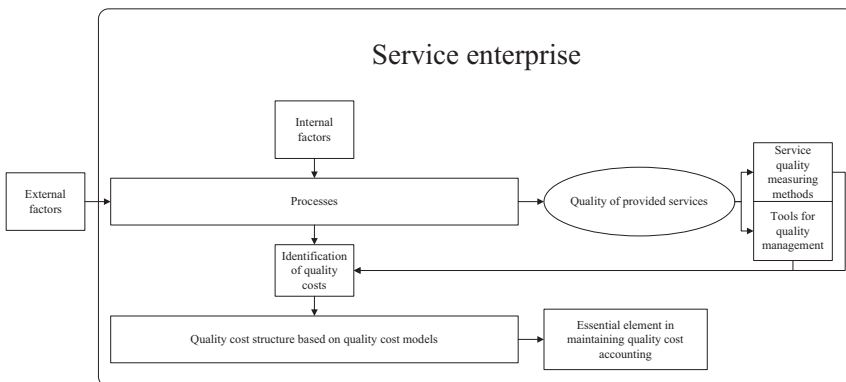 Service enterprise
Internal
factors
External
factors
Processes
Quality of provided services
Service
quality
measuring
methods
Tools for
quality
management
Identification
of quality
costs
Quality cost structure based on quality cost models
Essential element in
maintaining quality cost
accounting